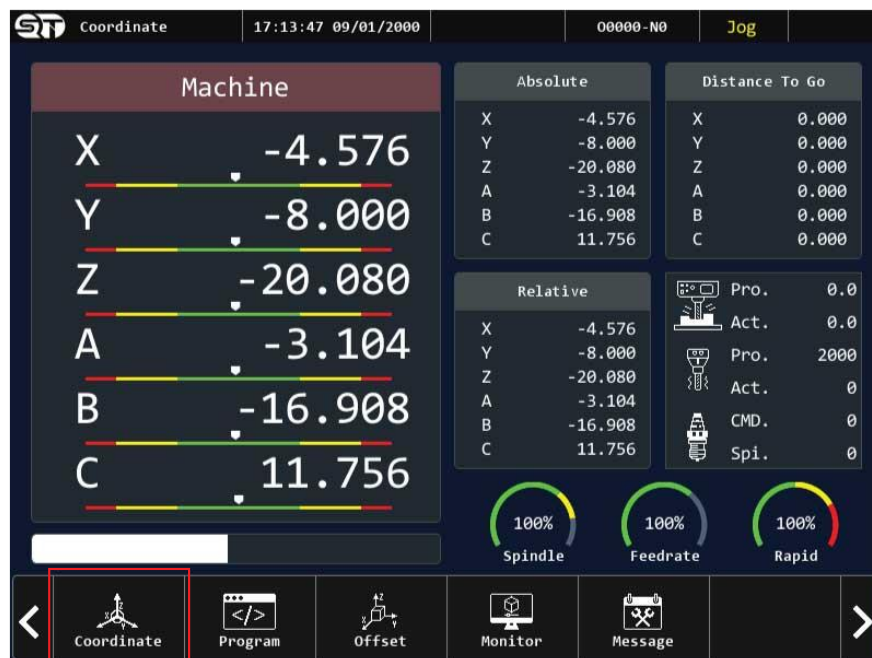 ST Coordinate 17:13:47 09/01/2000 O0000-N0 Jog
Machine
X -4.576
Y -8.000
Z -20.080
A -3.104
B -16.908
C 11.756
Absolute
X -4.576
Y -8.000
Z -20.080
A -3.104
B -16.908
C 11.756
Distance To Go
X 0.000
Y 0.000
Z 0.000
A 0.000
B 0.000
C 0.000
Relative
X -4.576
Y -8.000
Z -20.080
A -3.104
B -16.908
C 11.756
Pro. 0.0
Act. 0.0
Pro. 2000
Act. 0
CMD. 0
Spi. 0
100% 100% 100%
Spindle Feedrate Rapid
Coordinate Program Offset Monitor Message